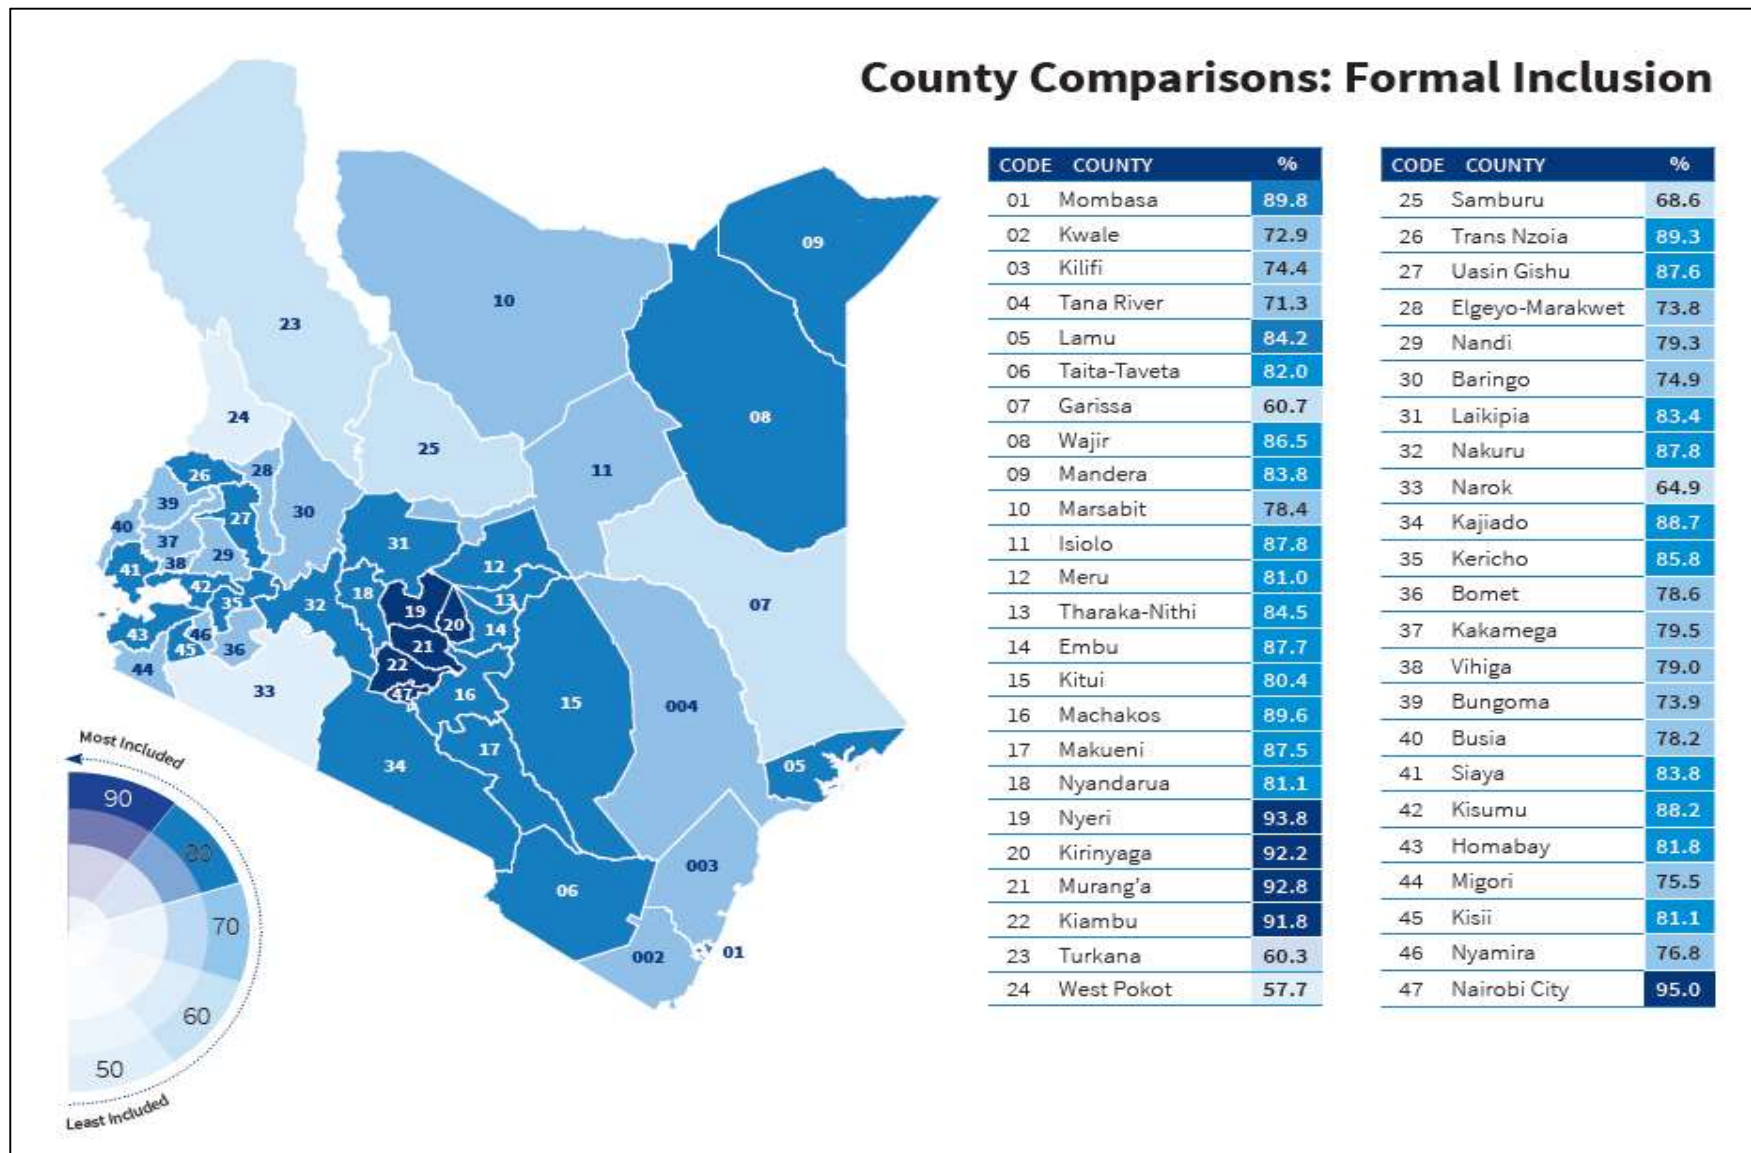 County Comparisons: Formal Inclusion
CODE COUNTY %
01 Mombasa 89.8
02 Kwale 72.9
03 Kilifi 74.4
04 Tana River 71.3
05 Lamu 84.2
06 Taita-Taveta 82.0
07 Garissa 60.7
08 Wajir 86.5
09 Mandera 83.8
10 Marsabit 78.4
11 Isiolo 87.8
12 Meru 81.0
13 Tharaka-Nithi 84.5
14 Embu 87.7
15 Kitui 80.4
16 Machakos 89.6
17 Makueni 87.5
18 Nyandarua 81.1
19 Nyeri 93.8
20 Kirinyaga 92.2
21 Murang'a 92.8
22 Kiambu 91.8
23 Turkana 60.3
24 West Pokot 57.7
CODE COUNTY %
25 Samburu 68.6
26 Trans Nzoia 89.3
27 Uasin Gishu 87.6
28 Elgeyo-Marakwet 73.8
29 Nandi 79.3
30 Baringo 74.9
31 Laikipia 83.4
32 Nakuru 87.8
33 Narok 64.9
34 Kajiado 88.7
35 Kericho 85.8
36 Bomet 78.6
37 Kakamega 79.5
38 Vihiga 79.0
39 Bungoma 73.9
40 Busia 78.2
41 Siaya 83.8
42 Kisumu 88.2
43 Homabay 81.8
44 Migori 75.5
45 Kisii 81.1
46 Nyamira 76.8
47 Nairobi City 95.0
09
10
23
08
24
25
28
26
11
39
30
27
40
37
31
29
38
41
12
42
18
13
35
32
07
19
20
14
43
46
21
45
36
22
44
33
47
16
15
004
17
34
05
003
06
01
002
Most Included
90
80
70
60
50
Least Included